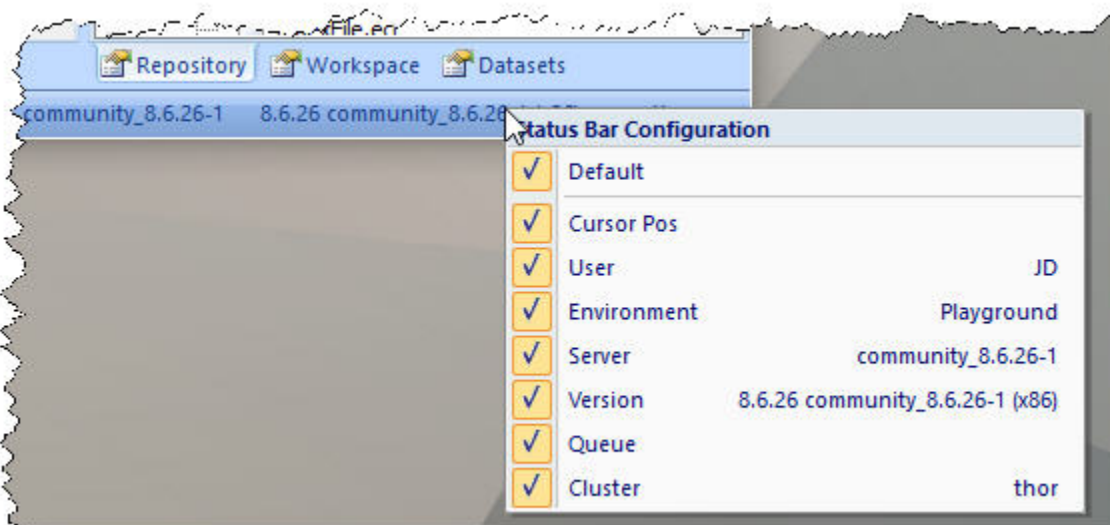 File.ecl
Repository Workspace Datasets
community_8.6.26-1 8.6.26 community_8.6.26
Status Bar Configuration
Default
Cursor Pos
User JD
Environment Playground
Server community_8.6.26-1
Version 8.6.26 community_8.6.26-1 (x86)
Queue
Cluster thor